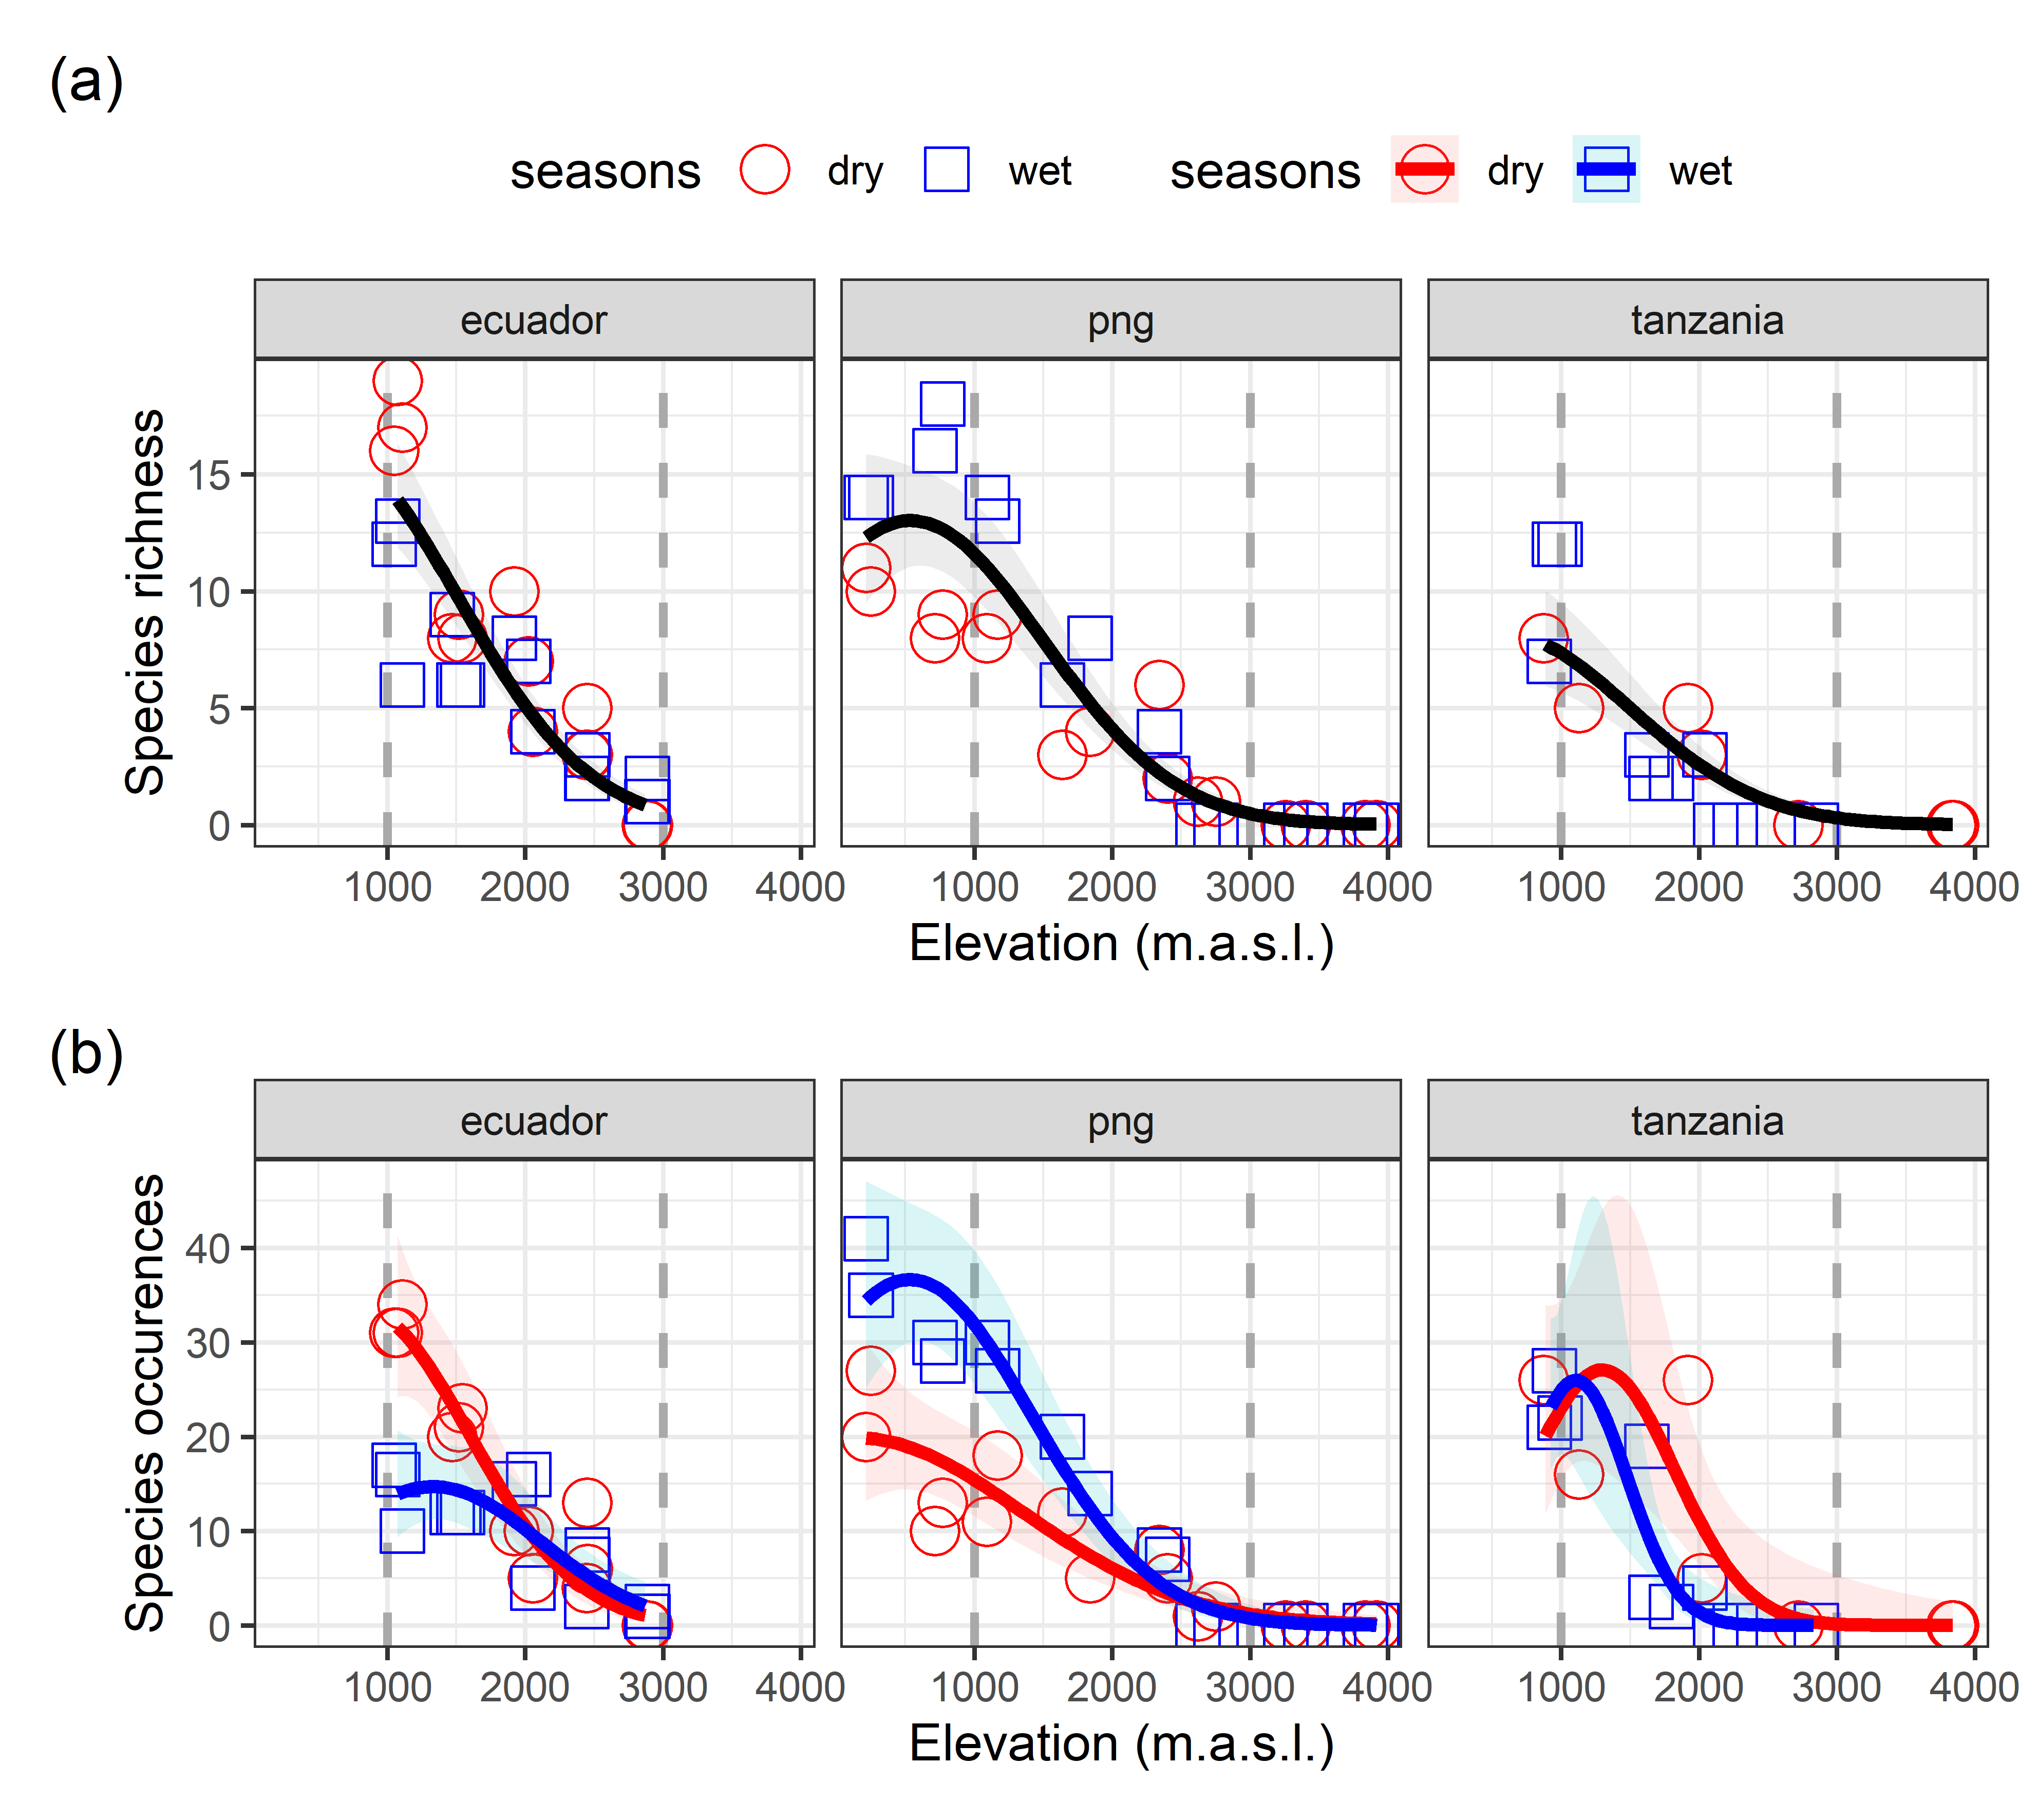 (a)
seasons dry wet seasons dry wet
ecuador png tanzania
Species richness
15
10
5
0
1000 2000 3000 4000 1000 2000 3000 4000 1000 2000 3000 4000
Elevation (m.a.s.l.)
(b)
ecuador png tanzania
Species occurences
40
30
20
10
0
1000 2000 3000 4000 1000 2000 3000 4000 1000 2000 3000 4000
Elevation (m.a.s.l.)